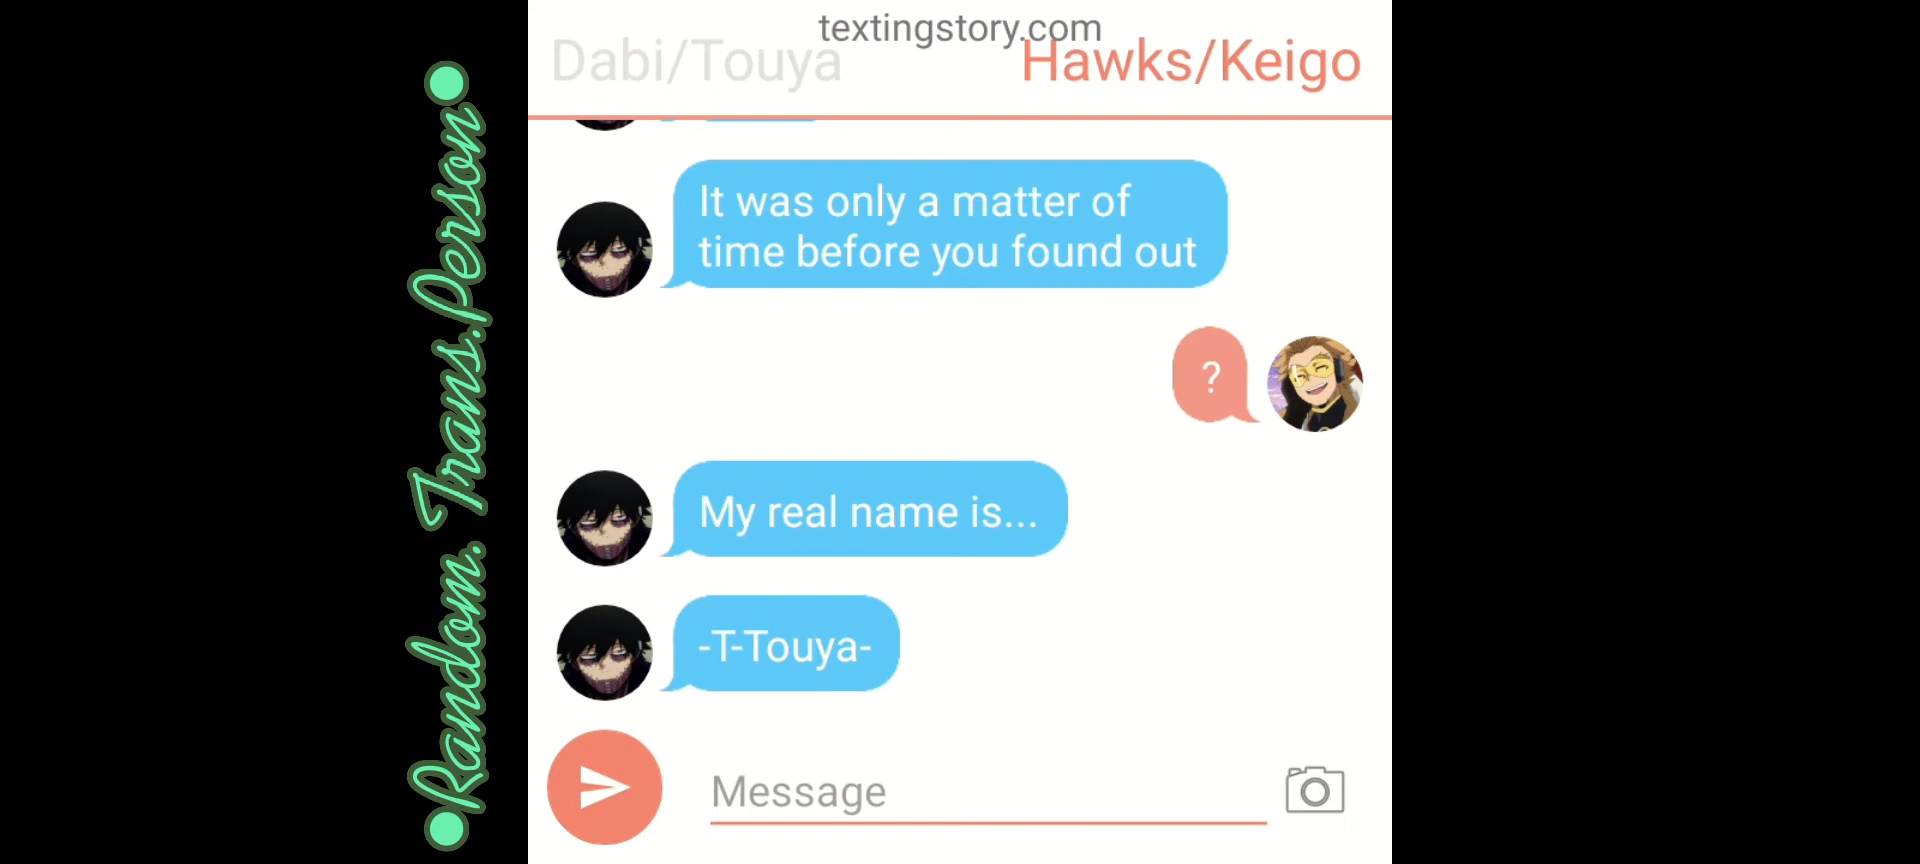 textingstory.com
Dabi/Touya
Hawks/Keigo
It was only a matter of
time before you found out
?
My real name is...
-T-Touya-
Message
Random. Trans.Person